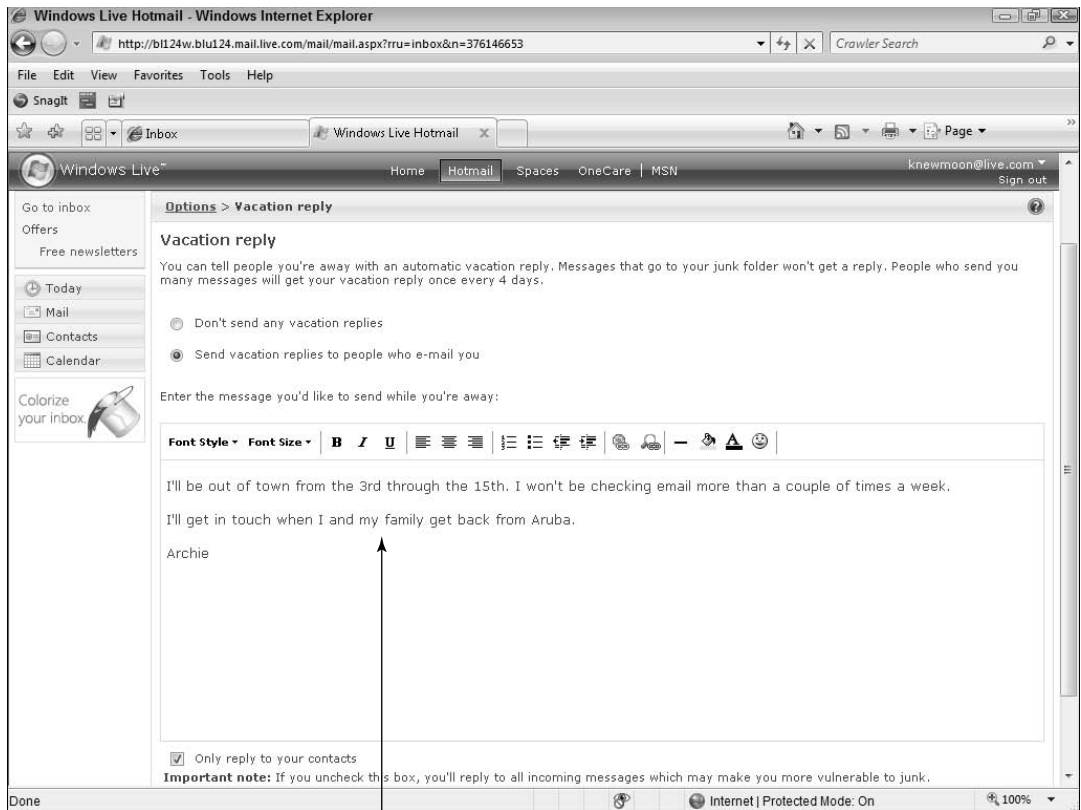 Windows Live Hotmail - Windows Internet Explorer
http://bl124w.blu124.mail.live.com/mail/mail.aspx?rru=inbox&n=376146653
Crawler Search
File Edit View Favorites Tools Help
SnagIt
Inbox
Windows Live Hotmail
Page
Windows Live™
Home Hotmail Spaces OneCare | MSN
knewmoon@live.com
Sign out
Go to inbox
Offers
Free newsletters
Today
Mail
Contacts
Calendar
Colorize
your inbox
Options > Vacation reply
Vacation reply
You can tell people you're away with an automatic vacation reply. Messages that go to your junk folder won't get a reply. People who send you
many messages will get your vacation reply once every 4 days.
Don't send any vacation replies
Send vacation replies to people who e-mail you
Enter the message you'd like to send while you're away:
Font Style Font Size B I U A
I'll be out of town from the 3rd through the 15th. I won't be checking email more than a couple of times a week.
I'll get in touch when I and my family get back from Aruba.
Archie
Only reply to your contacts
Important note: If you uncheck this box, you'll reply to all incoming messages which may make you more vulnerable to junk.
Done
Internet | Protected Mode: On
100%